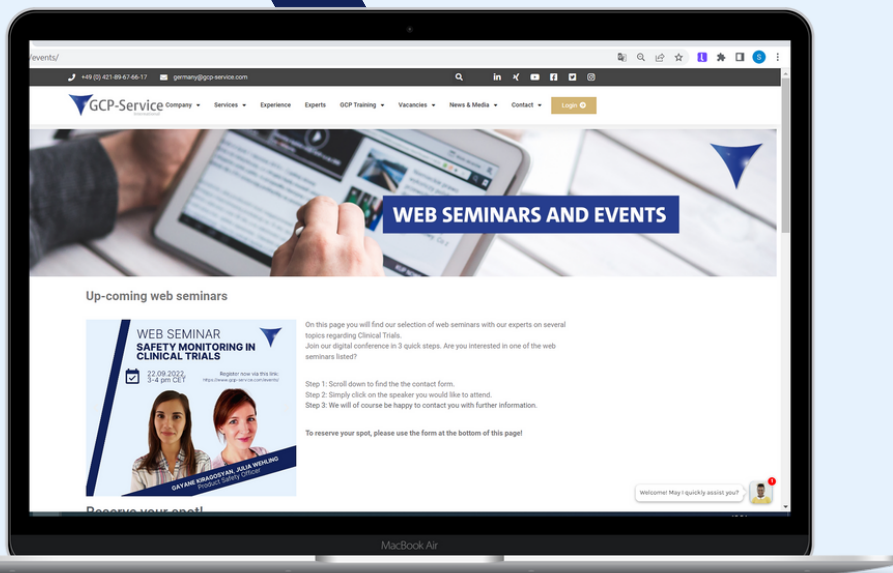 /events/
+49 (0) 421-89-67-66-17 germany@gcp-service.com
GCP-Service
International
Company Services Experience Experts GCP Training Vacancies News & Media Contact Login
WEB SEMINARS AND EVENTS
Up-coming web seminars
WEB SEMINAR
SAFETY MONITORING IN
CLINICAL TRIALS
22.09.2022,
3-4 pm CET
Register now via this link:
https://www.gcp-service.com/events/
GAYANE KIRAGOSYAN, JULIA WEHLING
Product Safety Officer
On this page you will find our selection of web seminars with our experts on several
topics regarding Clinical Trials.
Join our digital conference in 3 quick steps. Are you interested in one of the web
seminars listed?
Step 1: Scroll down to find the the contact form.
Step 2: Simply click on the speaker you would like to attend.
Step 3: We will of course be happy to contact you with further information.
To reserve your spot, please use the form at the bottom of this page!
Reserve your spot!
Welcome! May I quickly assist you?
1
MacBook Air